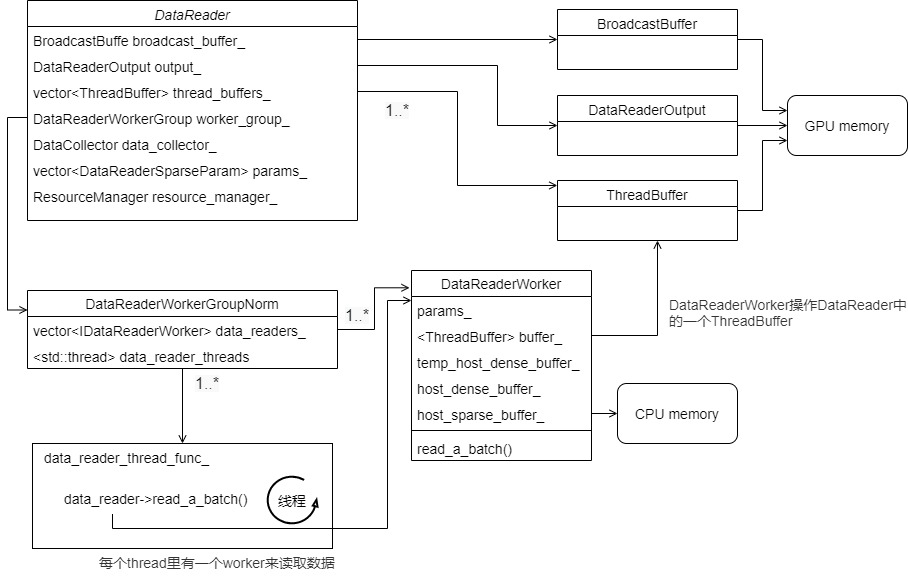 DataReader
BroadcastBuffe broadcast_buffer_
DataReaderOutput output_
vector<ThreadBuffer> thread_buffers_
DataReaderWorkerGroup worker_group_
DataCollector data_collector_
vector<DataReaderSparseParam> params_
ResourceManager resource_manager_
1..*
BroadcastBuffer
DataReaderOutput
ThreadBuffer
GPU memory
DataReaderWorkerGroupNorm
vector<IDataReaderWorker> data_readers_
<std::thread> data_reader_threads
1..*
1..*
DataReaderWorker
params_
<ThreadBuffer> buffer_
temp_host_dense_buffer_
host_dense_buffer_
host_sparse_buffer_
read_a_batch()
DataReaderWorker操作DataReader中
的一个ThreadBuffer
CPU memory
data_reader_thread_func_
data_reader->read_a_batch()
线程
每个thread里有一个worker来读取数据